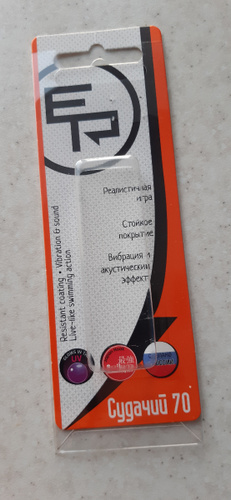 Реалистичная
игра
Стойкое
покрытие
Вибрация и
акустический
эффект
Resistant coating • Vibration & sound
Live-like swimming action
UV
Судачий 70